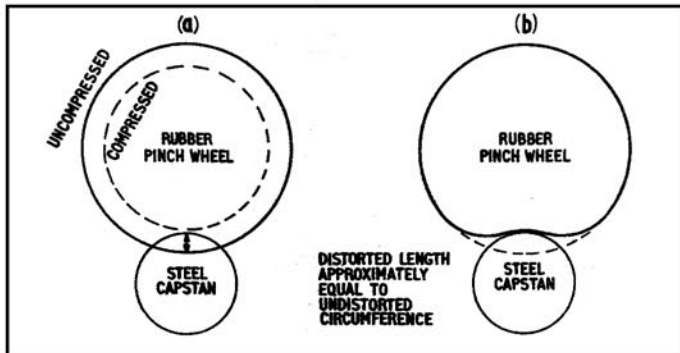 (a)
UNCOMPRESSED
COMPRESSED
RUBBER
PINCH WHEEL
STEEL
CAPSTAN
(b)
RUBBER
PINCH WHEEL
DISTORTED LENGTH
APPROXIMATELY
EQUAL TO
UNDISTORTED
CIRCUMFERENCE
STEEL
CAPSTAN